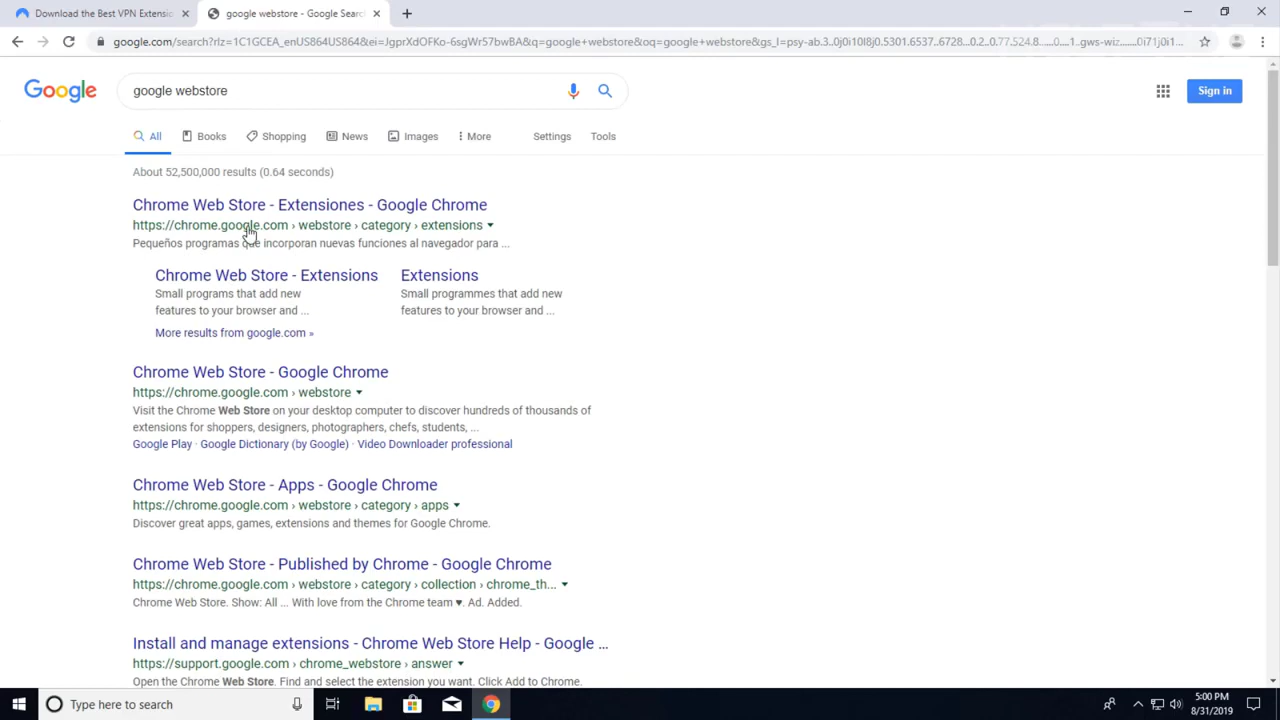 Download the Best VPN Extensio
google webstore - Google Searc
google.com/search?rlz=1C1GCEA_enUS864US864&ei=JgprXdOFKo-6sgWr57bwBA&q=google+webstore&oq=google+webstore&gs_l=psy-ab.3..0j0i10l8j0.5301.6537..6728...0.2..0.77.524.8......0....1..gws-wiz.......0i71j0i1...
Google
google webstore
Sign in
All Books Shopping News Images More Settings Tools
About 52,500,000 results (0.64 seconds)
Chrome Web Store - Extensiones - Google Chrome
https://chrome.google.com › webstore › category › extensions
Pequeños programas que incorporan nuevas funciones al navegador para ...
Chrome Web Store - Extensions
Small programs that add new
features to your browser and ...
Extensions
Small programmes that add new
features to your browser and ...
More results from google.com »
Chrome Web Store - Google Chrome
https://chrome.google.com › webstore
Visit the Chrome Web Store on your desktop computer to discover hundreds of thousands of
extensions for shoppers, designers, photographers, chefs, students, ...
Google Play · Google Dictionary (by Google) · Video Downloader professional
Chrome Web Store - Apps - Google Chrome
https://chrome.google.com › webstore › category › apps
Discover great apps, games, extensions and themes for Google Chrome.
Chrome Web Store - Published by Chrome - Google Chrome
https://chrome.google.com › webstore › category › collection › chrome_th...
Chrome Web Store. Show: All ... With love from the Chrome team ♥. Ad. Added.
Install and manage extensions - Chrome Web Store Help - Google ...
https://support.google.com › chrome_webstore › answer
Open the Chrome Web Store. Find and select the extension you want. Click Add to Chrome.
Type here to search
5:00 PM
8/31/2019